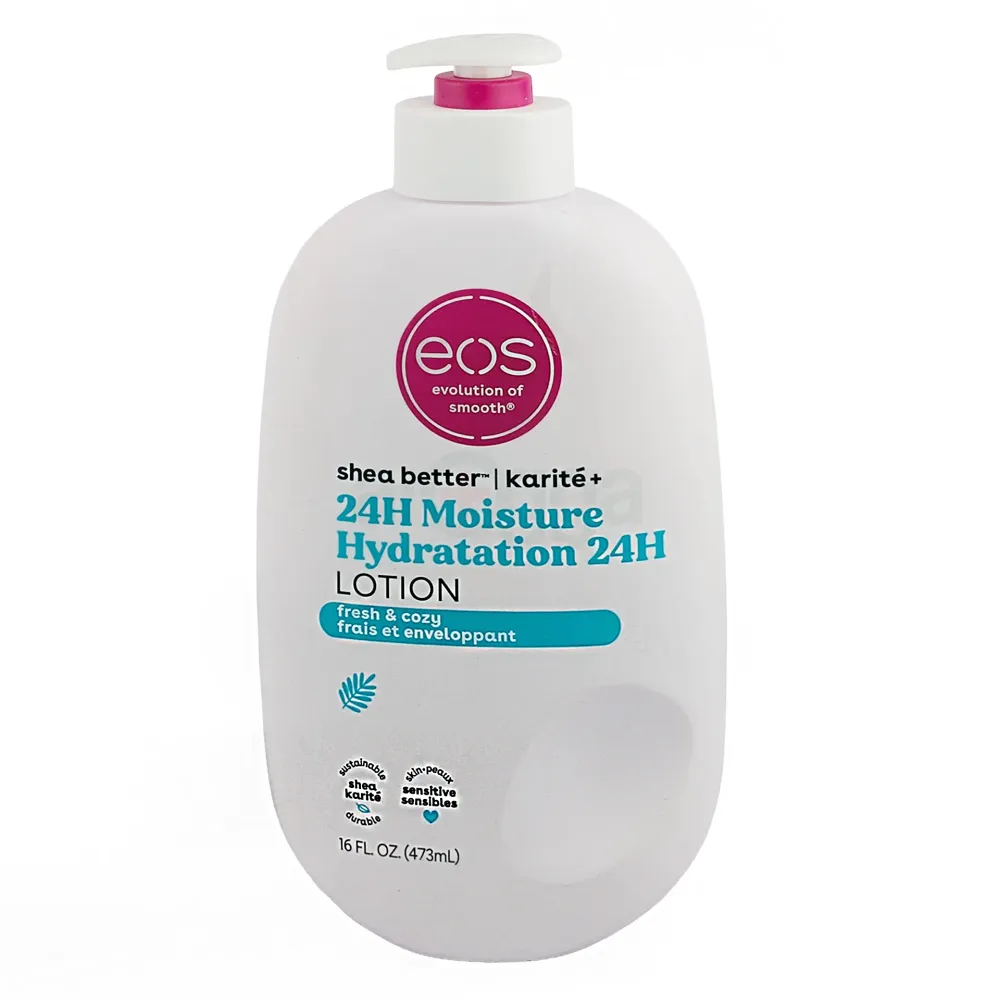 eos
evolution of
smooth®
shea better™ | karité +
24H Moisture
Hydratation 24H
LOTION
fresh & cozy
frais et enveloppant
sustainable
shea
karité
durable
skin•peaux
sensitive
sensibles
16 FL. OZ. (473mL)